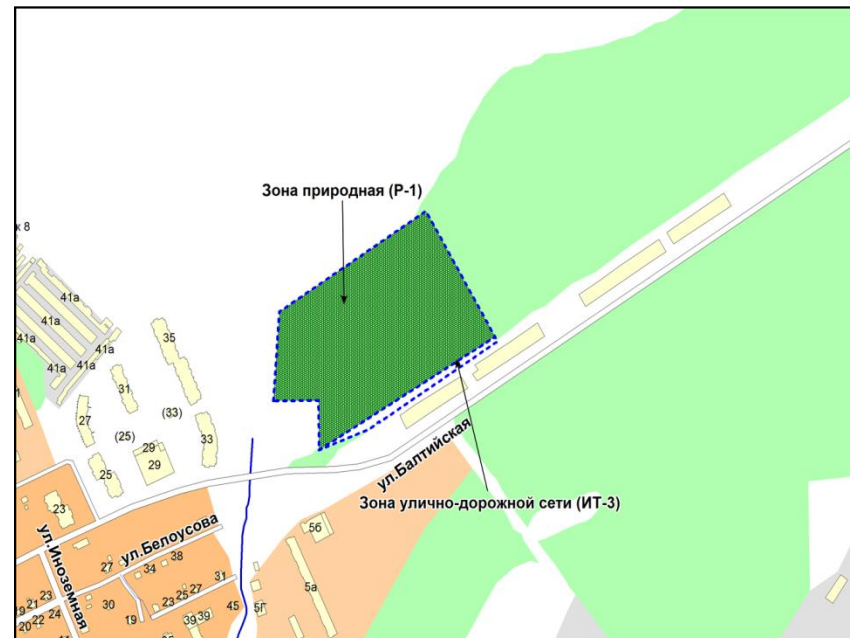 Зона природная (Р-1)
к 8
41а
41а
35
41а
41а
41а
41а
31
27
(33)
(25)
29
33
29
25
ул.Балтийская
Зона улично-дорожной сети (ИТ-3)
23
5б
ул.Белоусова
ул.Иноземная
38
27
34
31
5а
27
25
23
30
23
21
22
24
20
19
45
5Г
39
39